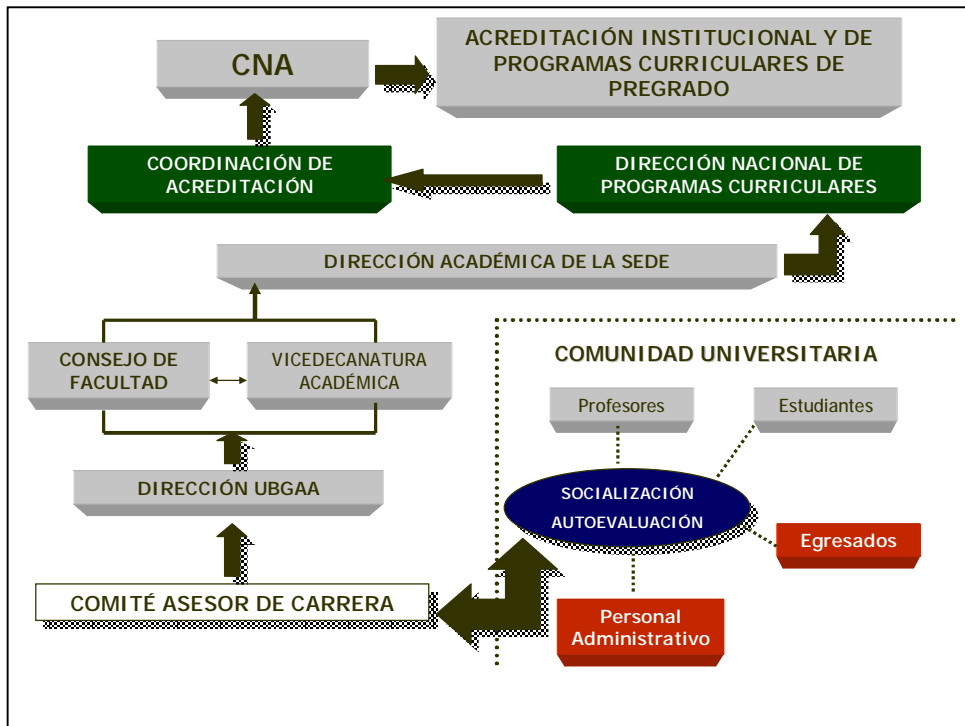 CNA
ACREDITACIÓN INSTITUCIONAL Y DE
PROGRAMAS CURRICULARES DE
PREGRADO
COORDINACIÓN DE
ACREDITACIÓN
DIRECCIÓN NACIONAL DE
PROGRAMAS CURRICULARES
DIRECCIÓN ACADÉMICA DE LA SEDE
CONSEJO DE
FACULTAD
VICEDECANATURA
ACADÉMICA
COMUNIDAD UNIVERSITARIA
Profesores
Estudiantes
DIRECCIÓN UBGAA
SOCIALIZACIÓN
AUTOEVALUACIÓN
Egresados
COMITÉ ASESOR DE CARRERA
Personal
Administrativo